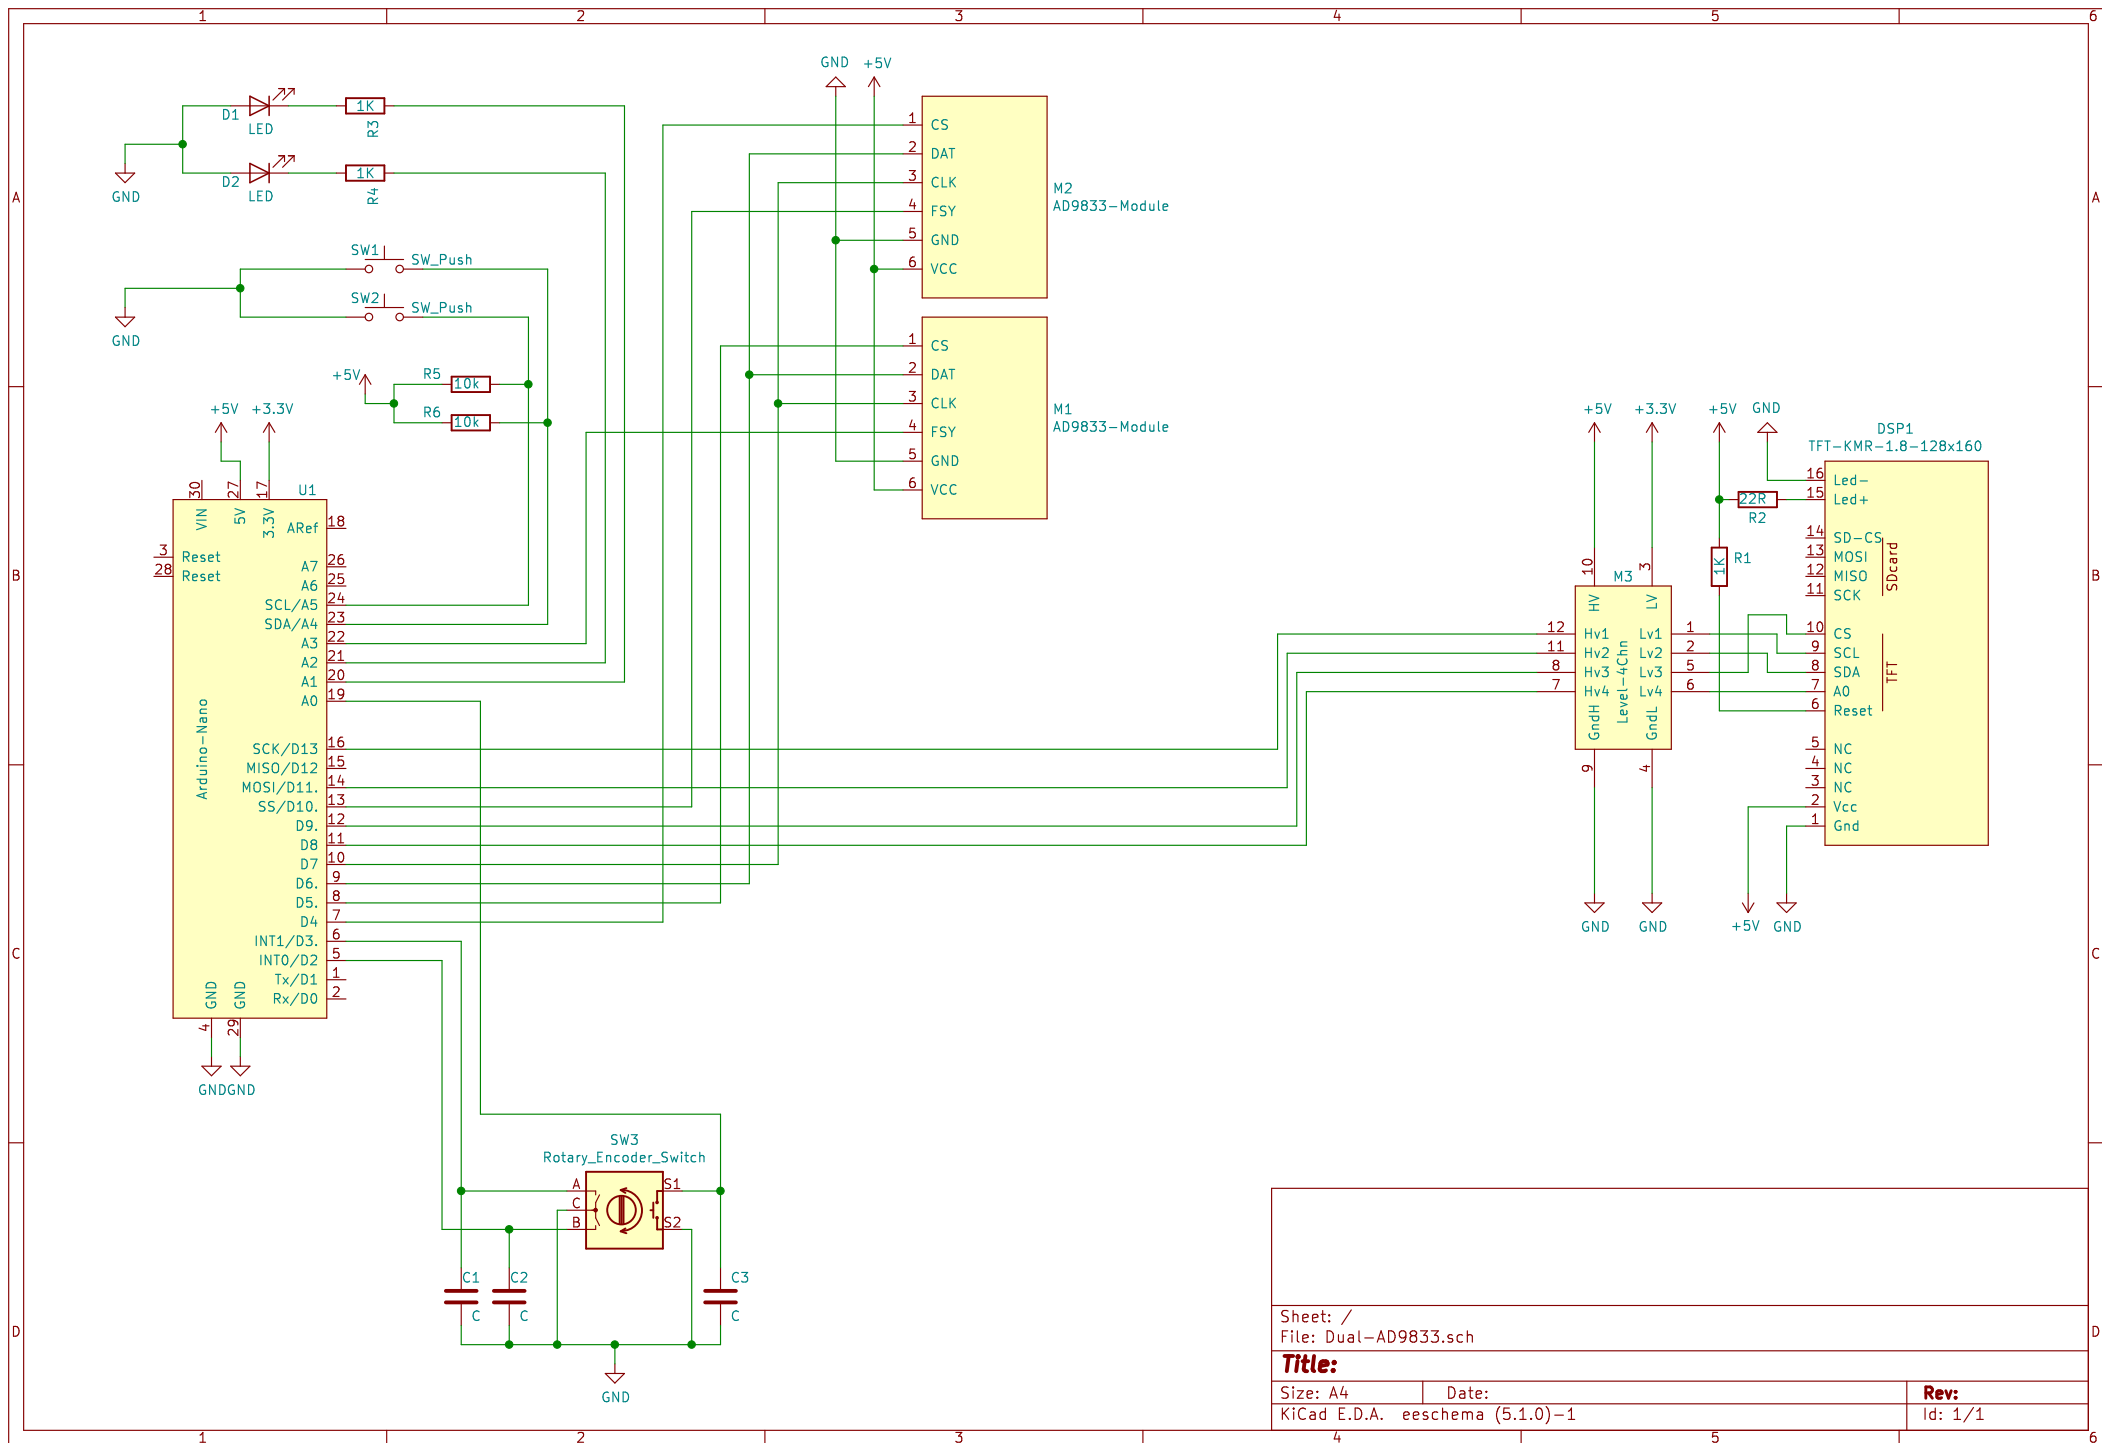 1 2 3 4 5 6
A
B
C
D
A
B
C
D
1 2 3 4 5 6
D1
LED
1K
R3
D2
LED
1K
R4
GND
SW1
SW_Push
SW2
SW_Push
GND
+5V
R5
10k
R6
10k
GND +5V
1 CS
2 DAT
3 CLK
4 FSY
5 GND
6 VCC
M2
AD9833-Module
1 CS
2 DAT
3 CLK
4 FSY
5 GND
6 VCC
M1
AD9833-Module
+5V +3.3V
30 27 17
U1
VIN 5V 3.3V
ARef 18
3 Reset
28 Reset
A7 26
A6 25
SCL/A5 24
SDA/A4 23
A3 22
A2 21
A1 20
A0 19
Arduino-Nano
SCK/D13 16
MISO/D12 15
MOSI/D11. 14
SS/D10. 13
D9. 12
D8 11
D7 10
D6. 9
D5. 8
D4 7
INT1/D3. 6
INT0/D2 5
Tx/D1 1
Rx/D0 2
GND GND
4 29
GND GND
+5V +3.3V +5V GND
10 3
M3
HV LV
12 Hv1 Lv1 1
11 Hv2 Lv2 2
8 Hv3 Lv3 5
7 Hv4 Lv4 6
Level-4Chn
GndH GndL
9 4
GND GND
R1
1K
22R
R2
DSP1
TFT-KMR-1.8-128x160
16 Led-
15 Led+
14 SD-CS
13 MOSI
12 MISO
11 SCK
SDcard
10 CS
9 SCL
8 SDA
7 A0
6 Reset
TFT
5 NC
4 NC
3 NC
2 Vcc
1 Gnd
+5V GND
SW3
Rotary_Encoder_Switch
A
C
B
S1
S2
C1
C
C2
C
C3
C
GND
Sheet: /
File: Dual-AD9833.sch
Title:
Size: A4 Date: Rev:
KiCad E.D.A. eeschema (5.1.0)-1 Id: 1/1